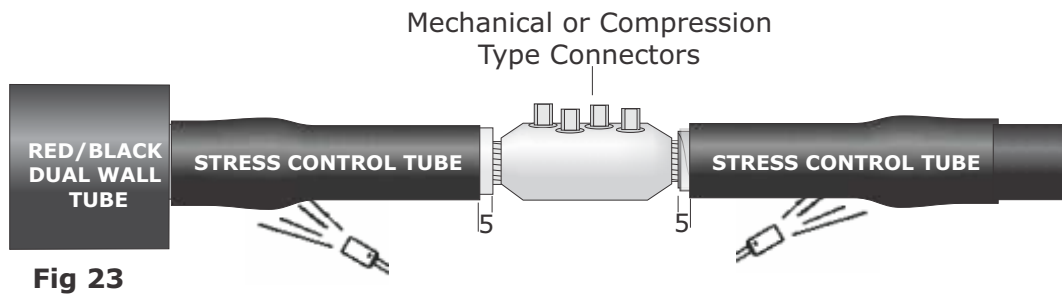 Mechanical or Compression
Type Connectors
RED/BLACK
DUAL WALL
TUBE
STRESS CONTROL TUBE
STRESS CONTROL TUBE
5
5
Fig 23